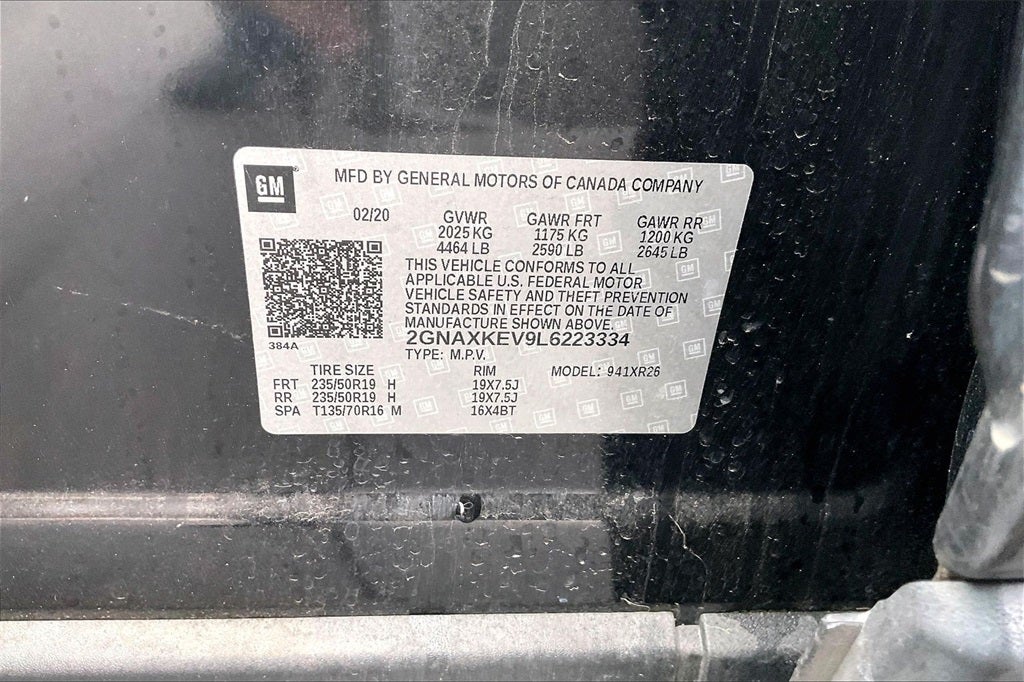 GM
MFD BY GENERAL MOTORS OF CANADA COMPANY
02/20 GVWR GAWR FRT GAWR RR
2025 KG 1175 KG 1200 KG
4464 LB 2590 LB 2645 LB
THIS VEHICLE CONFORMS TO ALL
APPLICABLE U.S. FEDERAL MOTOR
VEHICLE SAFETY AND THEFT PREVENTION
STANDARDS IN EFFECT ON THE DATE OF
MANUFACTURE SHOWN ABOVE.
384A
2GNAXKEV9L6223334
TYPE: M.P.V. MODEL: 941XR26
TIRE SIZE RIM
FRT 235/50R19 H 19X7.5J
RR 235/50R19 H 19X7.5J
SPA T135/70R16 M 16X4BT